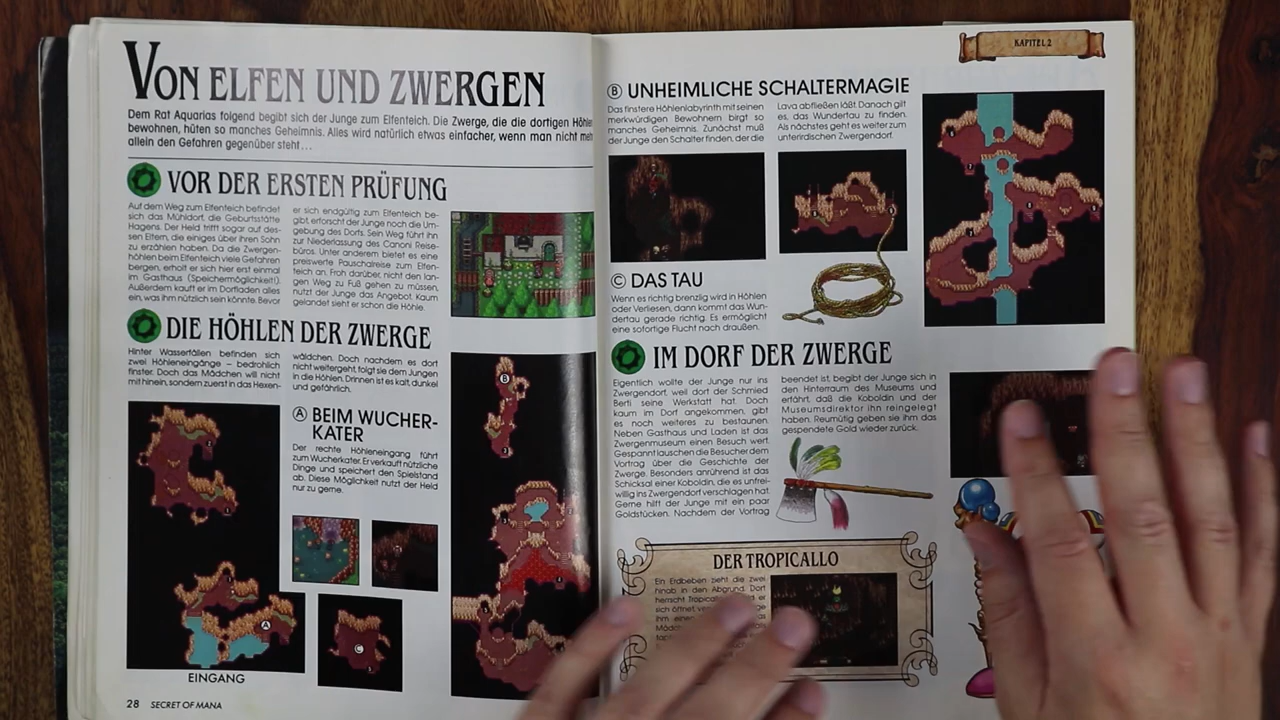 VON ELFEN UND ZWERGEN
Dem Rat Aquarias folgend begibt sich der Junge zum Elfenteich. Die Zwerge, die die dortigen Höhle
bewohnen, hüten so manches Geheimnis. Alles wird natürlich etwas einfacher, wenn man nicht meh
allein den Gefahren gegenüber steht . . .
VOR DER ERSTEN PRÜFUNG
Auf dem Weg zum Elfenteich befindet
sich das Mühldorf, die Geburtsstätte
Hagens. Der Held trifft sogar auf des-
sen Eltern, die einiges über ihren Sohn
zu erzählen haben. Da die Zwergen-
höhlen beim Elfenteich viele Gefahren
bergen, erholt er sich hier erst einmal
im Gasthaus (Speichermöglichkeit).
Außerdem kauft er im Dorfladen alles
ein, was ihm nützlich sein könnte. Bevor
er sich endgültig zum Elfenteich be-
gibt, erforscht der Junge noch die Um-
gebung des Dorfs. Sein Weg führt ihn
zur Niederlassung des Canoni Reise-
büros. Unter anderem bietet es eine
preiswerte Pauschalreise zum Elfen-
teich an. Froh darüber, nicht den lan-
gen Weg zu Fuß gehen zu müssen,
nutzt der Junge das Angebot. Kaum
gelandet sieht er schon die Höhle.
DIE HÖHLEN DER ZWERGE
Hinter Wasserfällen befinden sich
zwei Höhleneingänge – bedrohlich
finster. Doch das Mädchen will nicht
mit hinein, sondern zuerst in das Hexen-
wäldchen. Doch nachdem es dort
nicht weitergeht, folgt sie dem Jungen
in die Höhlen. Drinnen ist es kalt, dunkel
und gefährlich.
A BEIM WUCHER-
KATER
Der rechte Höhleneingang führt
zum Wucherkater. Er verkauft nützliche
Dinge und speichert den Spielstand
ab. Diese Möglichkeit nutzt der Held
nur zu gerne.
B
A
C
EINGANG
28 SECRET OF MANA
KAPITEL 2
B UNHEIMLICHE SCHALTERMAGIE
Das finstere Höhlenlabyrinth mit seinen
merkwürdigen Bewohnern birgt so
manches Geheimnis. Zunächst muß
der Junge den Schalter finden, der die
Lava abfließen läßt. Danach gilt
es, das Wundertau zu finden.
Als nächstes geht es weiter zum
unterirdischen Zwergendorf.
C DAS TAU
Wenn es richtig brenzlig wird in Höhlen
oder Verliesen, dann kommt das Wun-
dertau gerade richtig. Es ermöglicht
eine sofortige Flucht nach draußen.
IM DORF DER ZWERGE
Eigentlich wollte der Junge nur ins
Zwergendorf, weil dort der Schmied
Berti seine Werkstatt hat. Doch
kaum im Dorf angekommen, gibt
es noch weiteres zu bestaunen.
Neben Gasthaus und Laden ist das
Zwergenmuseum einen Besuch wert.
Gespannt lauschen die Besucher dem
Vortrag über die Geschichte der
Zwerge. Besonders anrührend ist das
Schicksal einer Koboldin, die es unfrei-
willig ins Zwergendorf verschlagen hat.
Gerne hilft der Junge mit ein paar
Goldstücken. Nachdem der Vortrag
beendet ist, begibt der Junge sich in
den Hinterraum des Museums und
erfährt, daß die Koboldin und der
Museumsdirektor ihn reingelegt
haben. Reumütig geben sie ihm das
gespendete Gold wieder zurück.
DER TROPICALLO
Ein Erdbeben zieht die zwei
hinab in den Abgrund. Dort
herrscht
sich öffnet
ihm einen